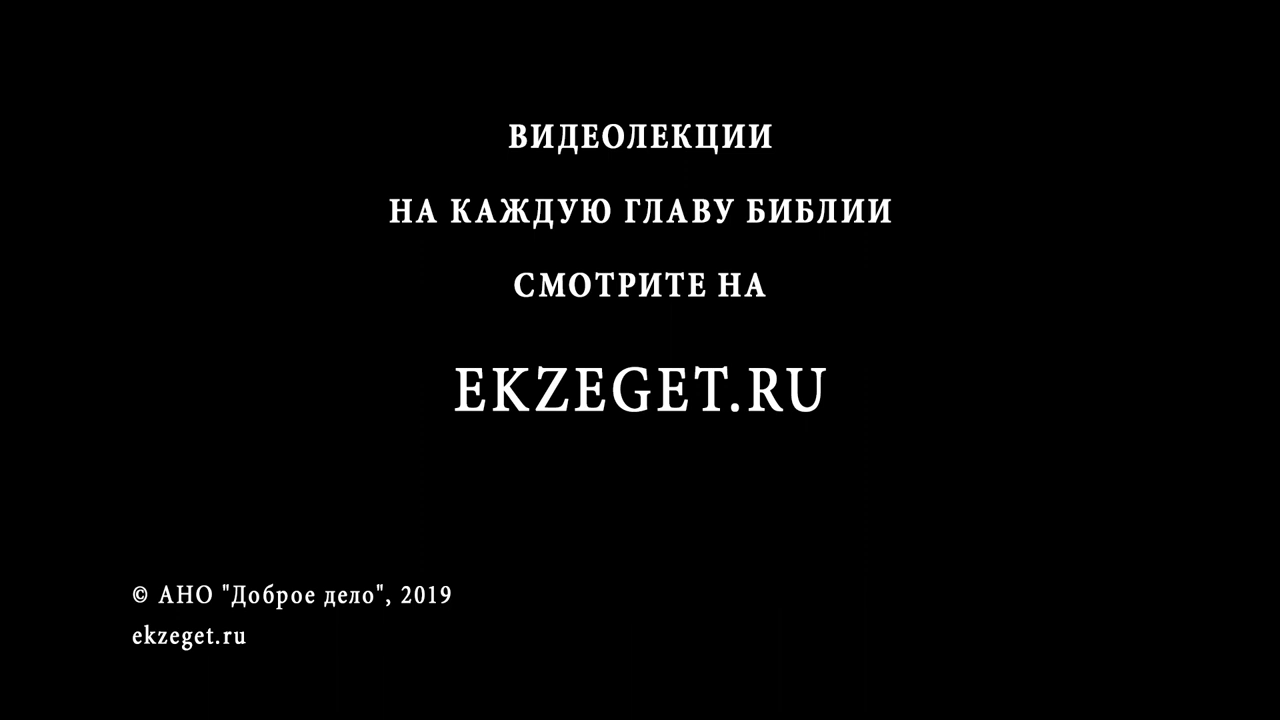 ВИДЕОЛЕКЦИИ
НА КАЖДУЮ ГЛАВУ БИБЛИИ
СМОТРИТЕ НА
EKZEGET.RU
© АНО "Доброе дело", 2019
ekzeget.ru